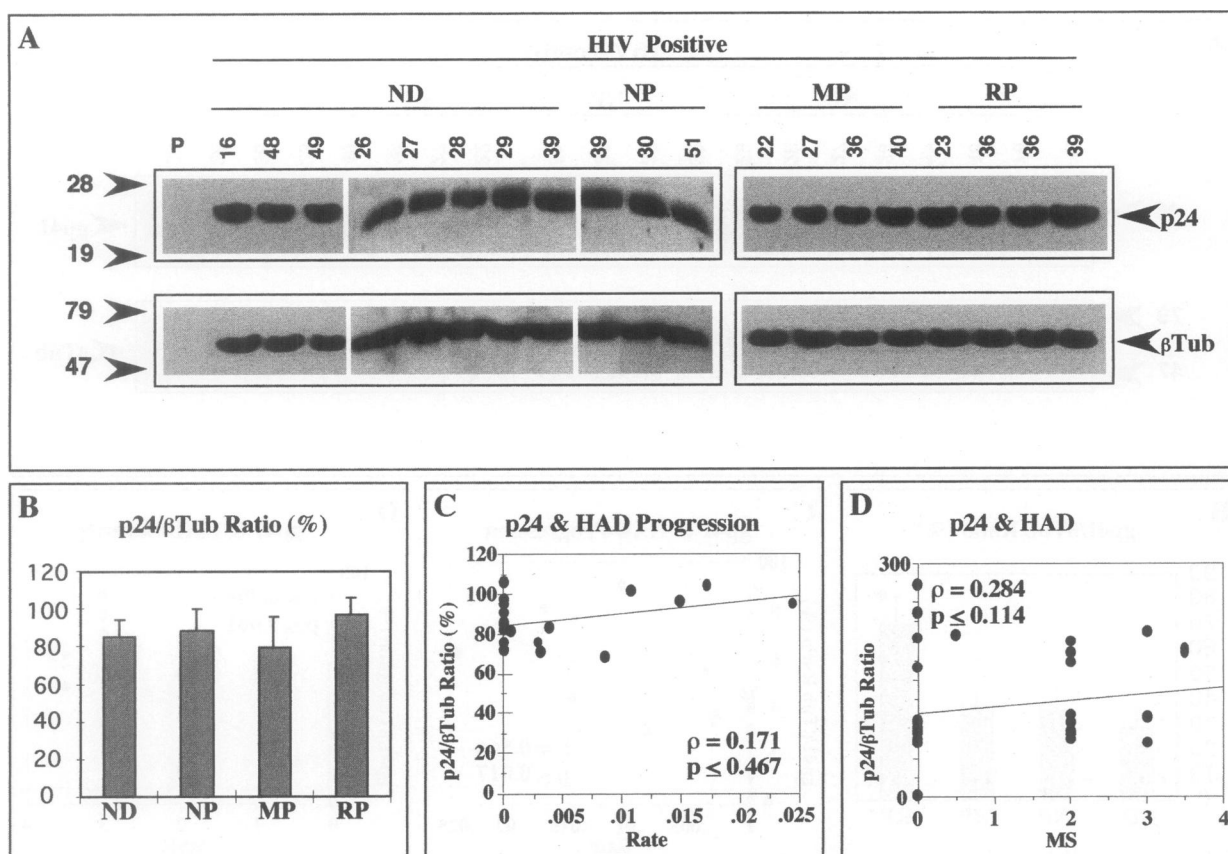 A
HIV Positive
ND NP MP RP
P 16 48 49 26 27 28 29 39 39 30 51 22 27 36 40 23 36 36 39
28
p24
19
79
βTub
47
B
p24/βTub Ratio (%)
120
100
80
60
40
20
0
ND NP MP RP
C
p24 & HAD Progression
p24/βTub Ratio (%)
120
100
80
60
40
20
0
ρ = 0.171
p ≤ 0.467
0 .005 .01 .015 .02 .025
Rate
D
p24 & HAD
p24/βTub Ratio
300
ρ = 0.284
p ≤ 0.114
0
0 1 2 3 4
MS